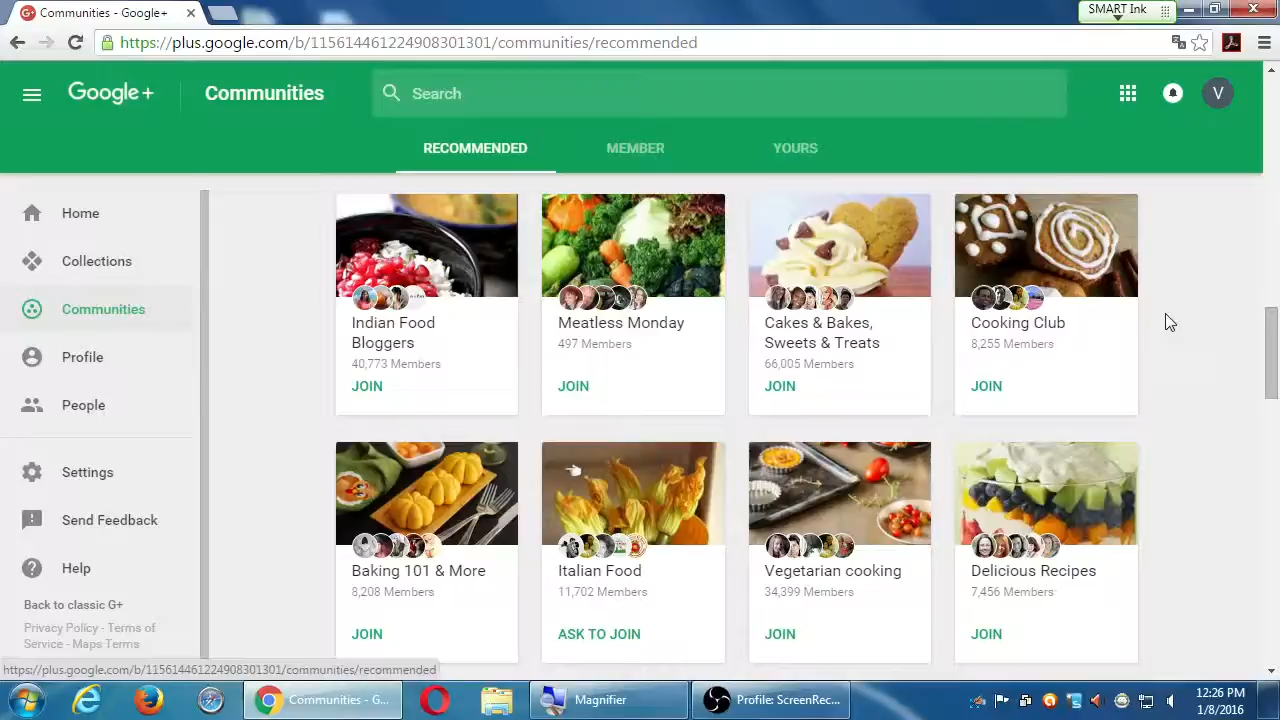 Communities - Google+
SMART Ink
https://plus.google.com/b/115614461224908301301/communities/recommended
Google+
Communities
Search
V
RECOMMENDED
MEMBER
YOURS
Home
Collections
Communities
Profile
People
Settings
Send Feedback
Help
Back to classic G+
Privacy Policy - Terms of
Service - Maps Terms
Indian Food
Bloggers
40,773 Members
JOIN
Meatless Monday
497 Members
JOIN
Cakes & Bakes,
Sweets & Treats
66,005 Members
JOIN
Cooking Club
8,255 Members
JOIN
Baking 101 & More
8,208 Members
JOIN
Italian Food
11,702 Members
ASK TO JOIN
Vegetarian cooking
34,399 Members
JOIN
Delicious Recipes
7,456 Members
JOIN
https://plus.google.com/b/115614461224908301301/communities/recommended
Communities - G...
Magnifier
Profile: ScreenRec...
12:26 PM
1/8/2016